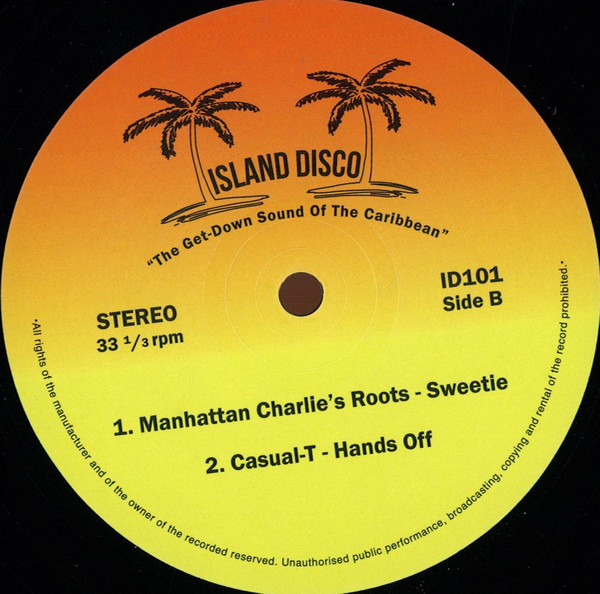 ISLAND DISCO
“The Get-Down Sound Of The Caribbean”
STEREO
33 1/3 rpm
ID101
Side B
1. Manhattan Charlie's Roots - Sweetie
2. Casual-T - Hands Off
•All rights of the manufacturer and of the owner of the recorded reserved. Unauthorised public performance, broadcasting, copying and rental of the record prohibited.•